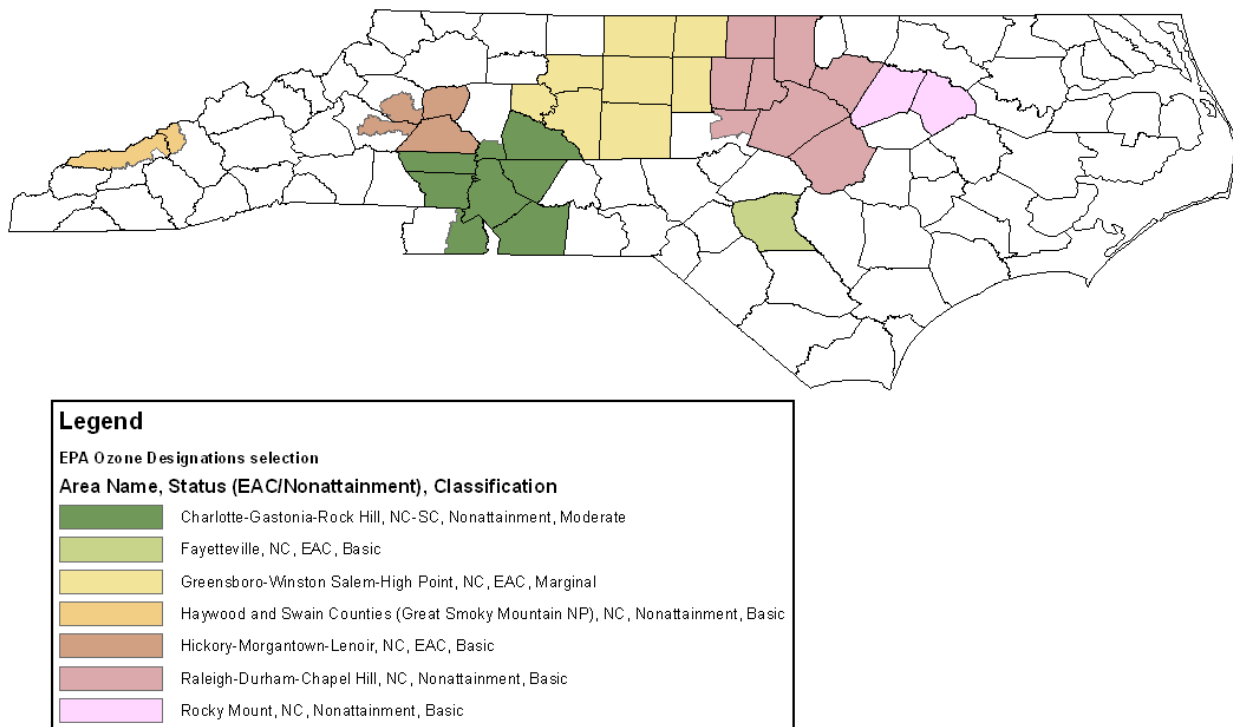 Legend
EPA Ozone Designations selection
Area Name, Status (EAC/Nonattainment), Classification
Charlotte-Gastonia-Rock Hill, NC-SC, Nonattainment, Moderate
Fayetteville, NC, EAC, Basic
Greensboro-Winston Salem-High Point, NC, EAC, Marginal
Haywood and Swain Counties (Great Smoky Mountain NP), NC, Nonattainment, Basic
Hickory-Morgantown-Lenoir, NC, EAC, Basic
Raleigh-Durham-Chapel Hill, NC, Nonattainment, Basic
Rocky Mount, NC, Nonattainment, Basic